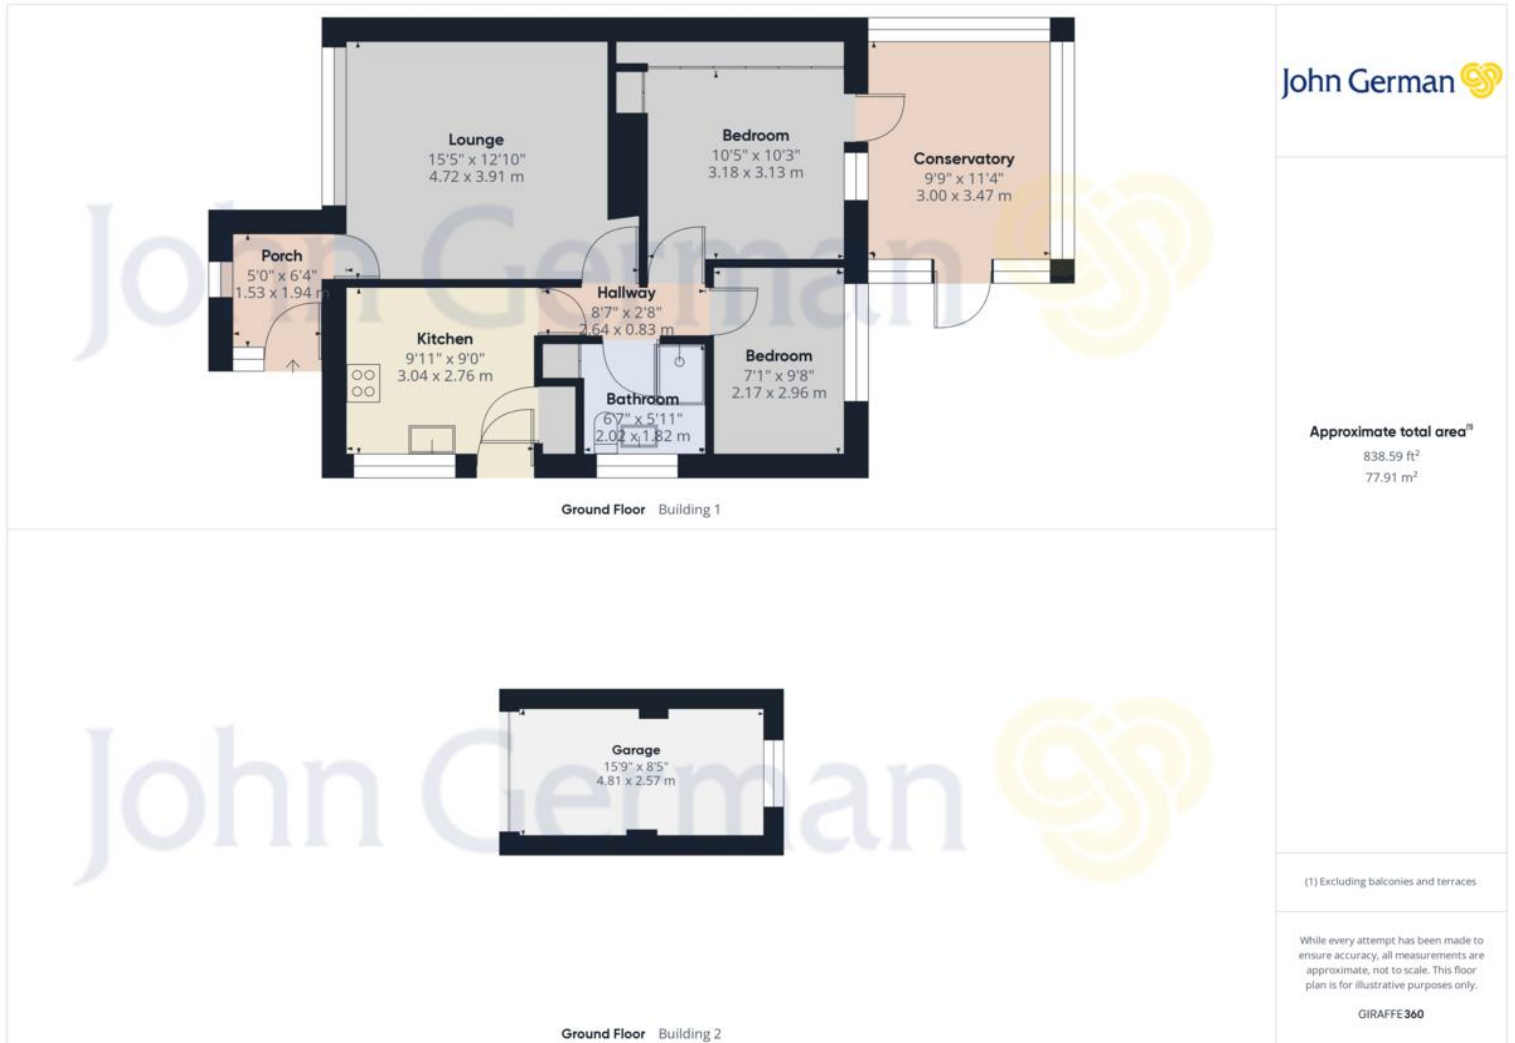 Lounge
15'5" x 12'10"
4.72 x 3.91 m
Bedroom
10'5" x 10'3"
3.18 x 3.13 m
Conservatory
9'9" x 11'4"
3.00 x 3.47 m
Porch
5'0" x 6'4"
1.53 x 1.94 m
Hallway
8'7" x 2'8"
2.64 x 0.83 m
Kitchen
9'11" x 9'0"
3.04 x 2.76 m
Bedroom
7'1" x 9'8"
2.17 x 2.96 m
Bathroom
6'7" x 5'11"
2.02 x 1.82 m
John German
Ground Floor Building 1
Garage
15'9" x 8'5"
4.81 x 2.57 m
John German
Ground Floor Building 2
John German
Approximate total area(1)
838.59 ft²
77.91 m²
(1) Excluding balconies and terraces
While every attempt has been made to
ensure accuracy, all measurements are
approximate, not to scale. This floor
plan is for illustrative purposes only.
GIRAFFE360